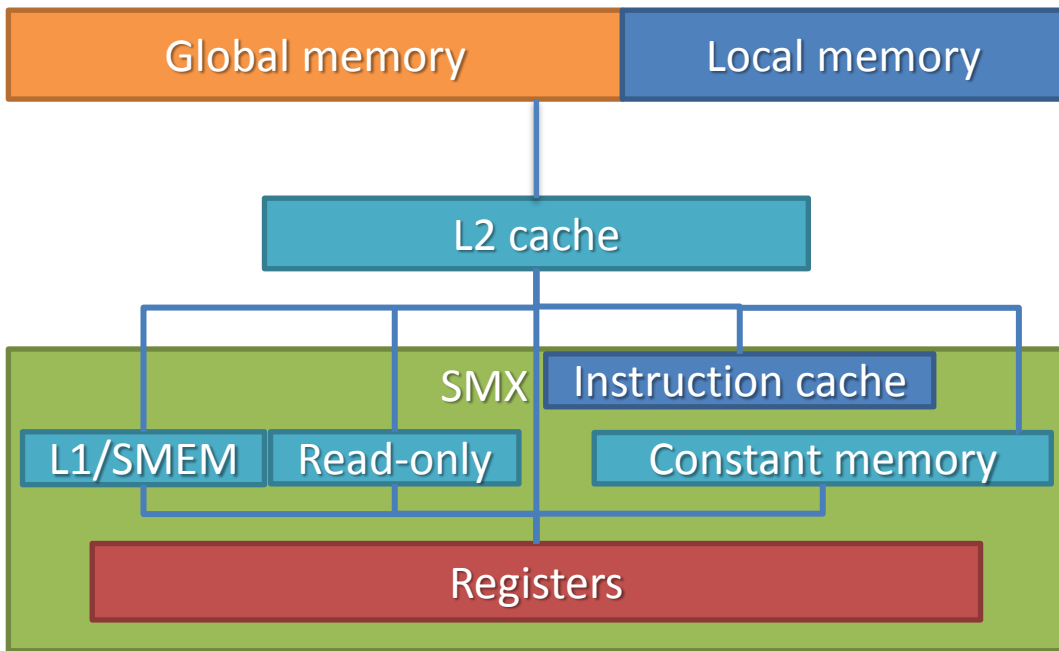 Global memory
Local memory
L2 cache
SMX
Instruction cache
L1/SMEM
Read-only
Constant memory
Registers